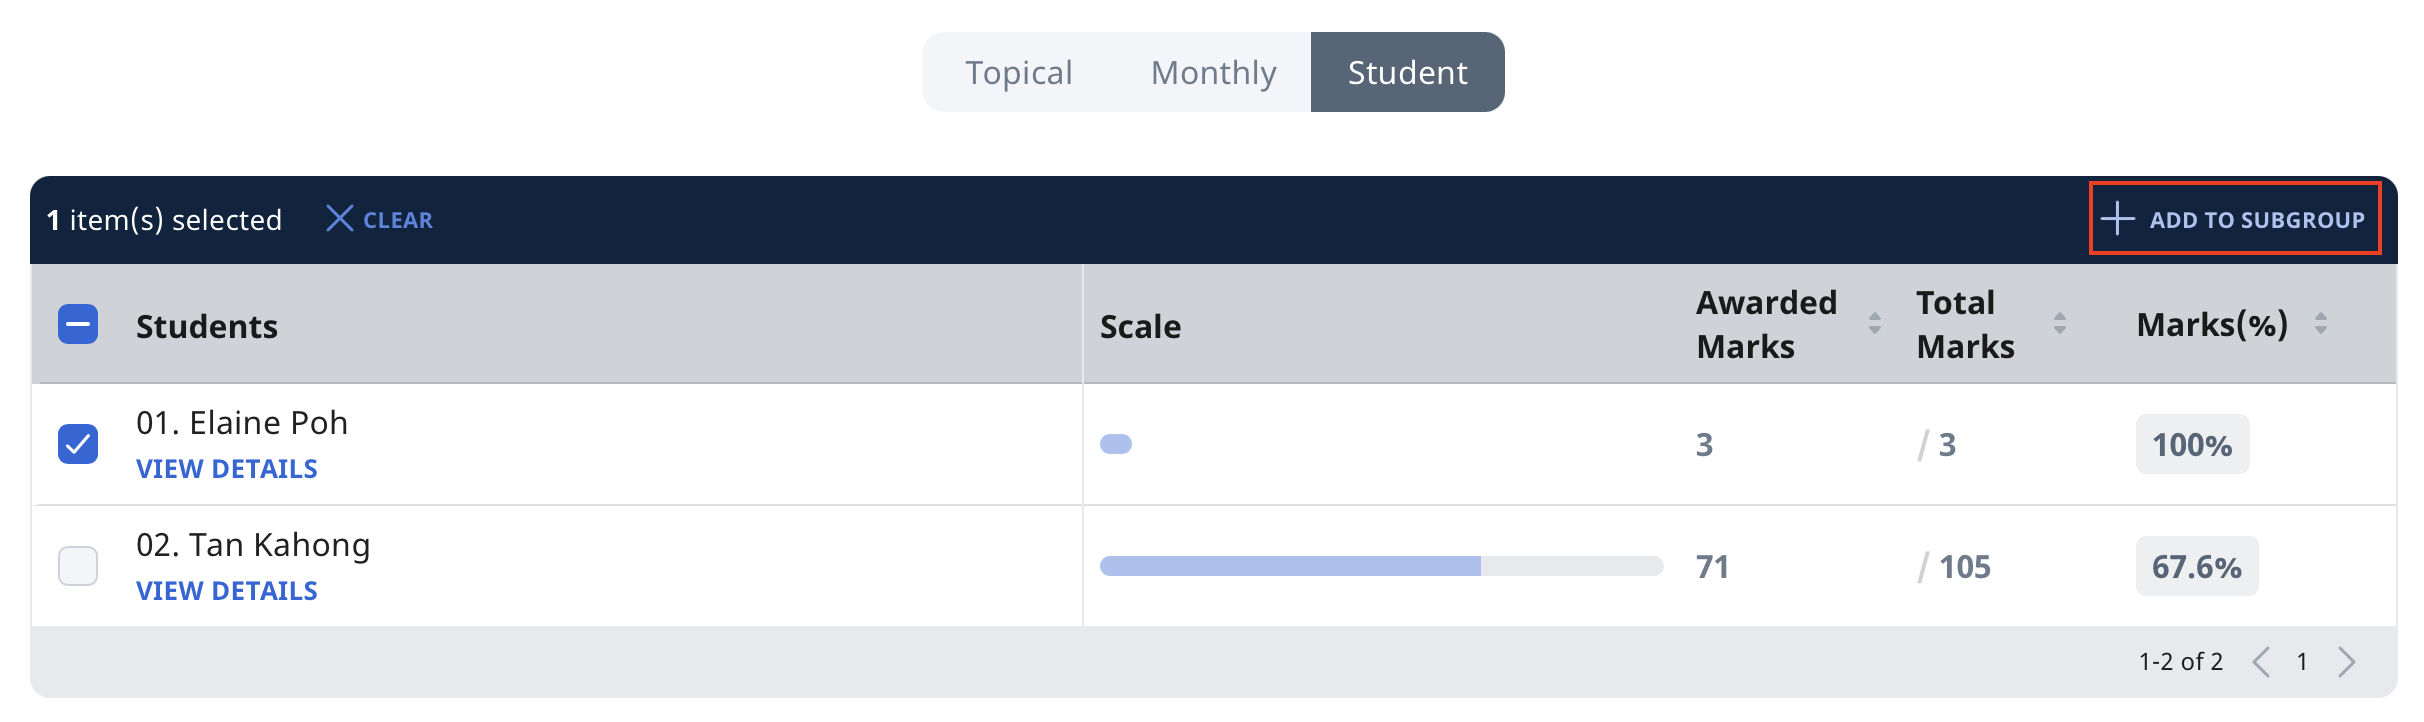 Topical Monthly Student
1 item(s) selected CLEAR ADD TO SUBGROUP
Students Scale Awarded Marks Total Marks Marks(%)
01. Elaine Poh
VIEW DETAILS
3 / 3 100%
02. Tan Kahong
VIEW DETAILS
71 / 105 67.6%
1-2 of 2 1